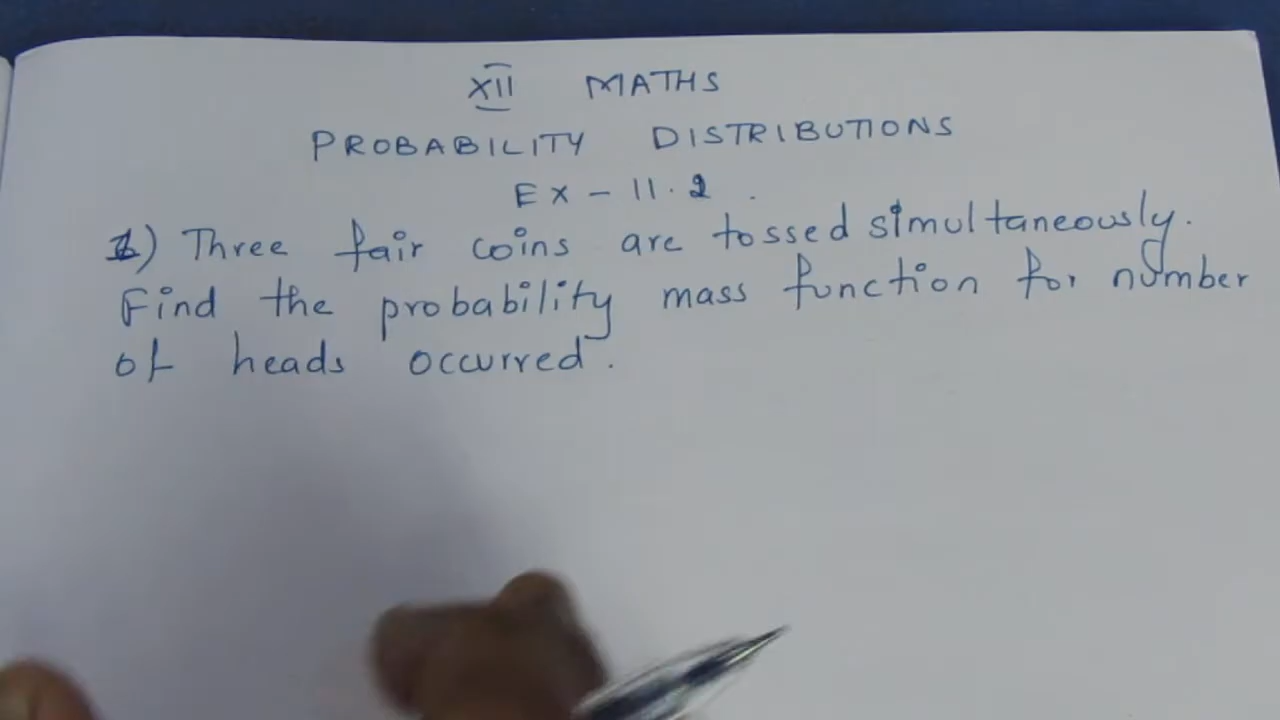 XII MATHS
PROBABILITY DISTRIBUTIONS
EX - 11.2
1) Three fair coins are tossed simultaneously.
Find the probability mass function for number
of heads occurred.